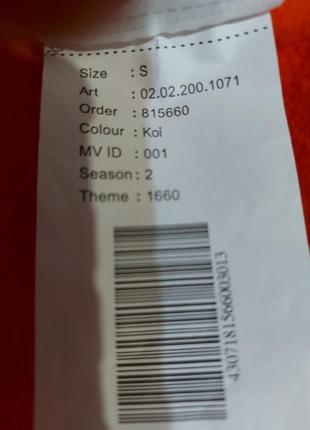 Size : S
Art : 02.02.200.1071
Order : 815660
Colour : Koi
MV ID : 001
Season : 2
Theme : 1660
4307181566003013